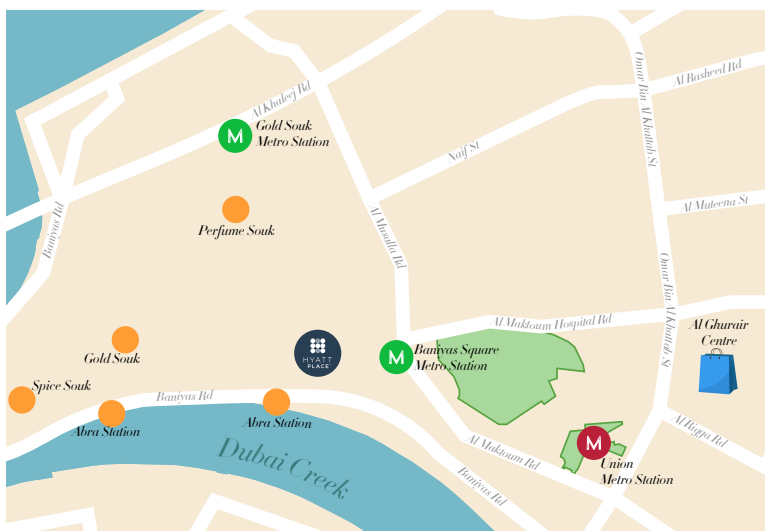 Al Khaleej Rd
M
Gold Souk
Metro Station
Omar Bin Al Khattab St
Al Rasheed Rd
Naif St
Perfume Souk
Al Musalla Rd
Al Muteena St
Baniyas Rd
Al Maktoum Hospital Rd
Omar Bin Al Khattab St
Al Ghurair
Centre
Gold Souk
HYATT
PLACE
M
Baniyas Square
Metro Station
Spice Souk
Baniyas Rd
Abra Station
Abra Station
Al Rigga Rd
Dubai Creek
Al Maktoum Rd
M
Union
Metro Station
Baniyas Rd